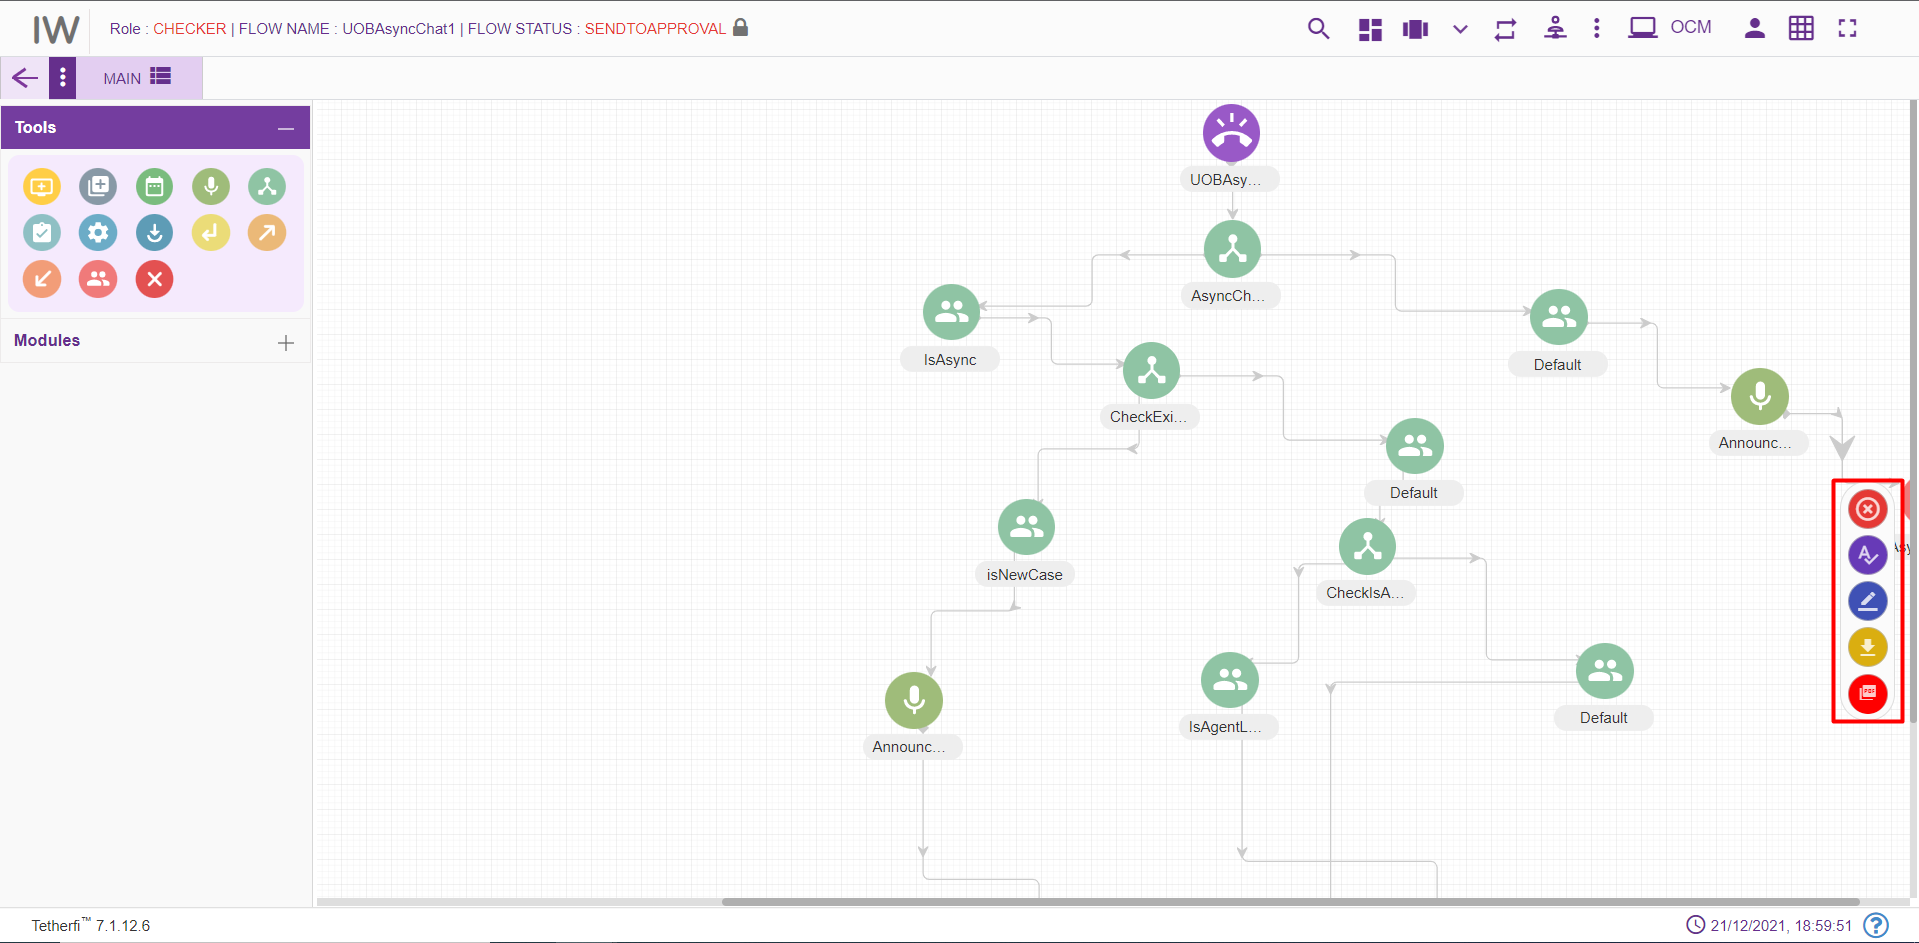 IW
Role : CHECKER | FLOW NAME : UOBAsyncChat1 | FLOW STATUS : SENDTOAPPROVAL
OCM
MAIN
Tools
Modules
UOBAsy...
AsyncCh...
IsAsync
Default
CheckExi...
Announc...
Default
isNewCase
CheckIsA...
IsAgentL...
Default
Announc...
PDF
Tetherfi™ 7.1.12.6
21/12/2021, 18:59:51
?